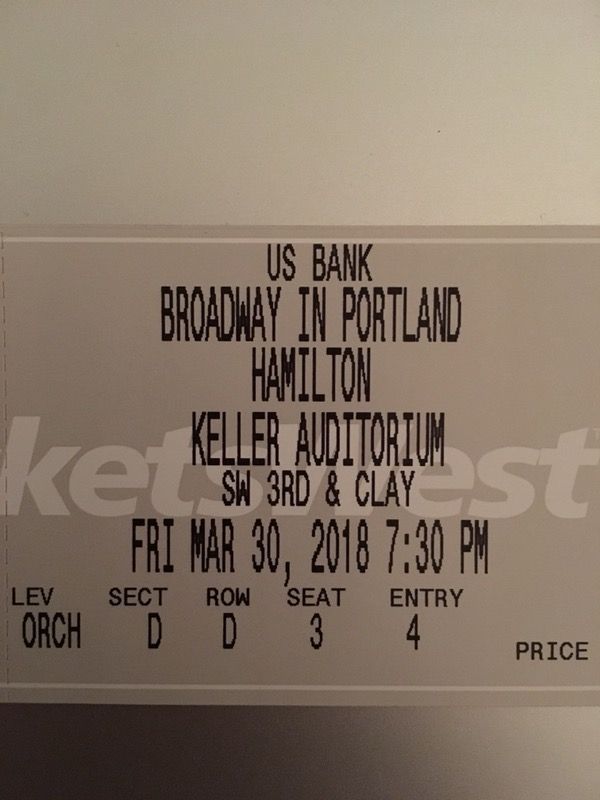 US BANK
BROADWAY IN PORTLAND
HAMILTON
KELLER AUDITORIUM
ketsWest
SW 3RD & CLAY
FRI MAR 30, 2018 7:30 PM
LEV SECT ROW SEAT ENTRY
ORCH D D 3 4
PRICE